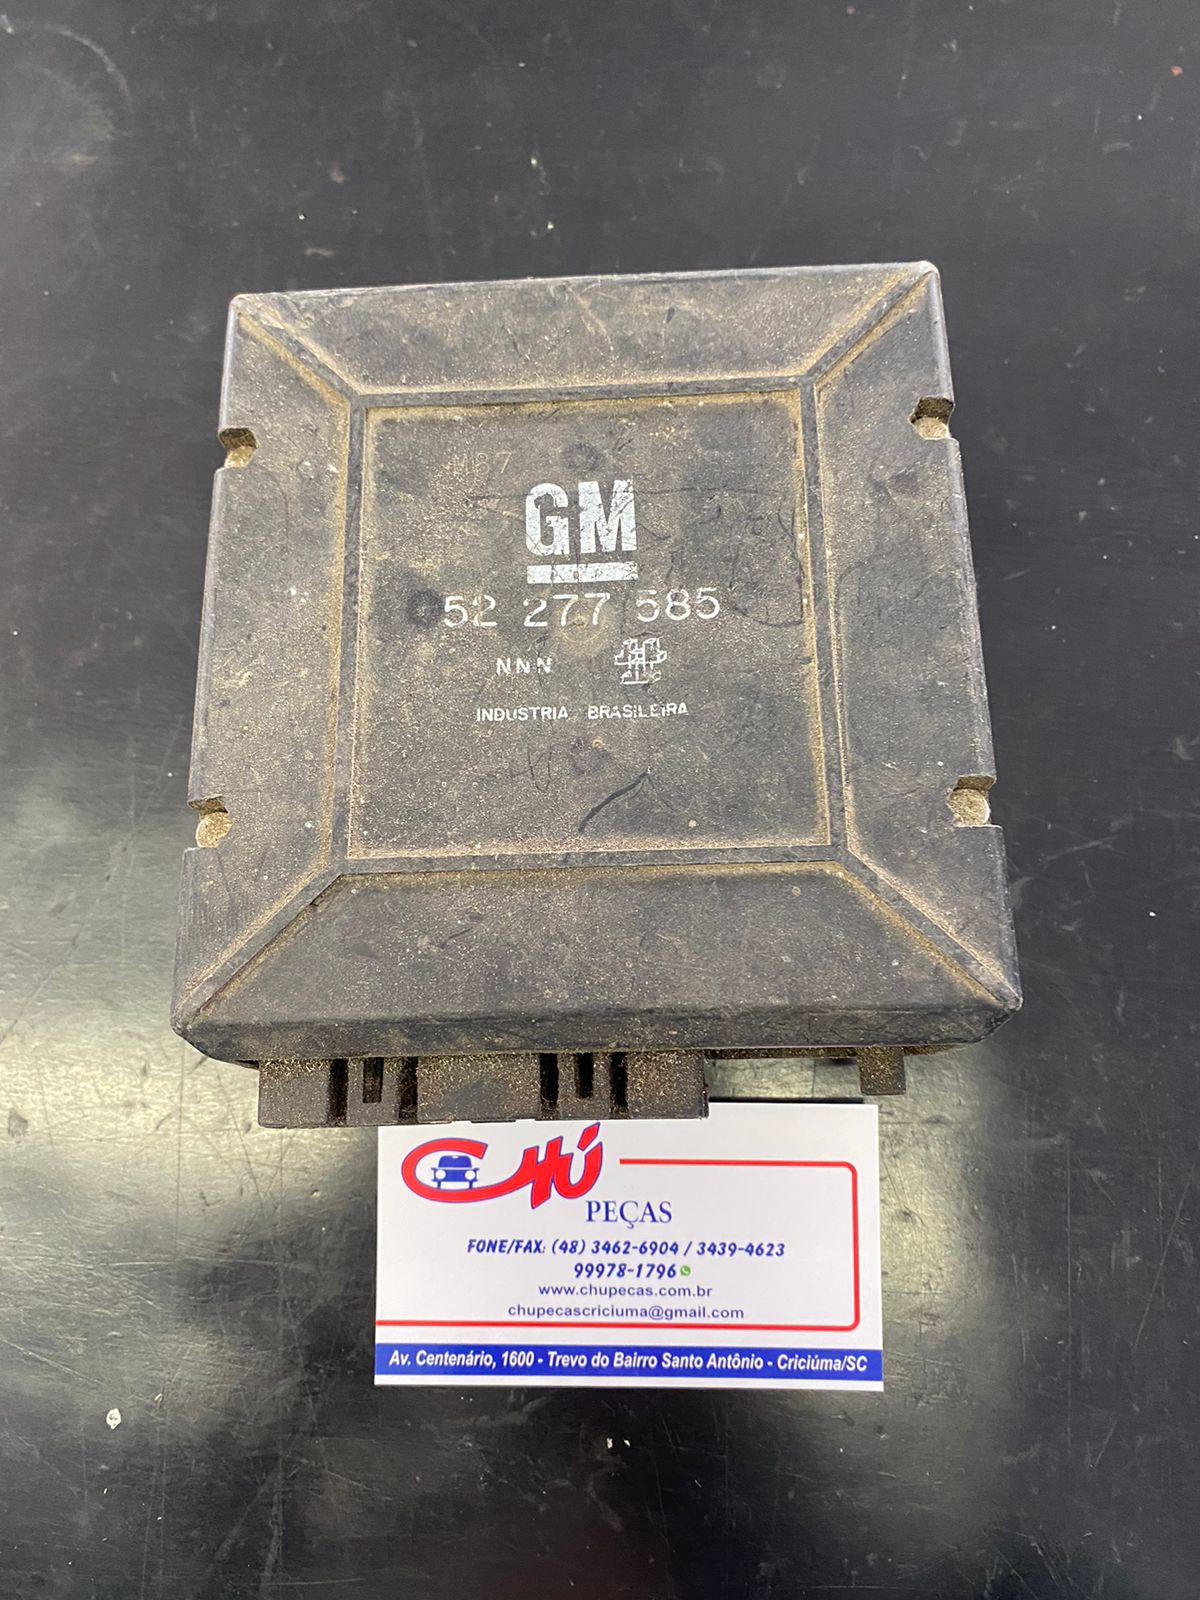 M87
GM
52 277 585
NNN
INDUSTRIA BRASILEIRA
CHÚ
PEÇAS
FONE/FAX: (48) 3462-6904 / 3439-4623
99978-1796
www.chupecas.com.br
chupecascriciuma@gmail.com
Av. Centenário, 1600 - Trevo do Bairro Santo Antônio - Criciúma/SC